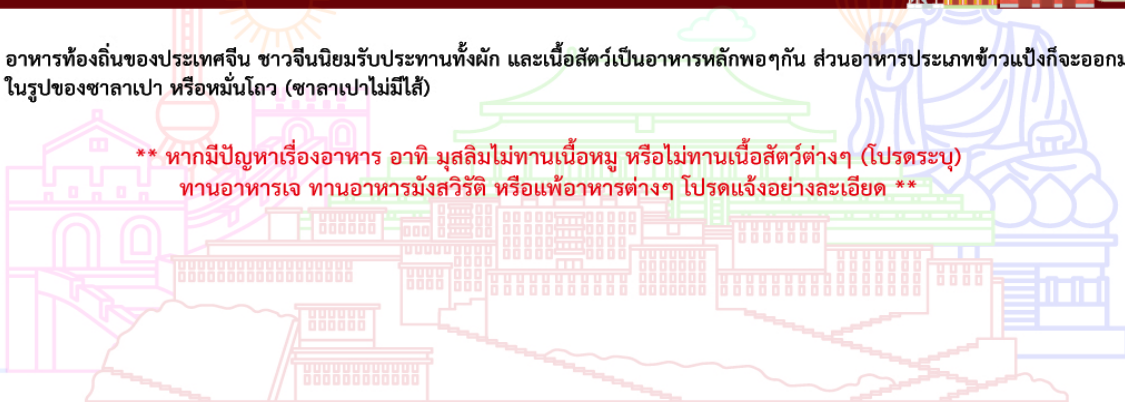 อาหารท้องถิ่นของประเทศจีน ชาวจีนนิยมรับประทานทั้งผัก และเนื้อสัตว์เป็นอาหารหลักพอๆกัน ส่วนอาหารประเภทข้าวแป้งก็จะออกม
ในรูปของซาลาเปา หรือหมั่นโถว (ซาลาเปาไม่มีไส้)
** หากมีปัญหาเรื่องอาหาร อาทิ มุสลิมไม่ทานเนื้อหมู หรือไม่ทานเนื้อสัตว์ต่างๆ (โปรดระบุ)
ทานอาหารเจ ทานอาหารมังสวิรัติ หรือแพ้อาหารต่างๆ โปรดแจ้งอย่างละเอียด **